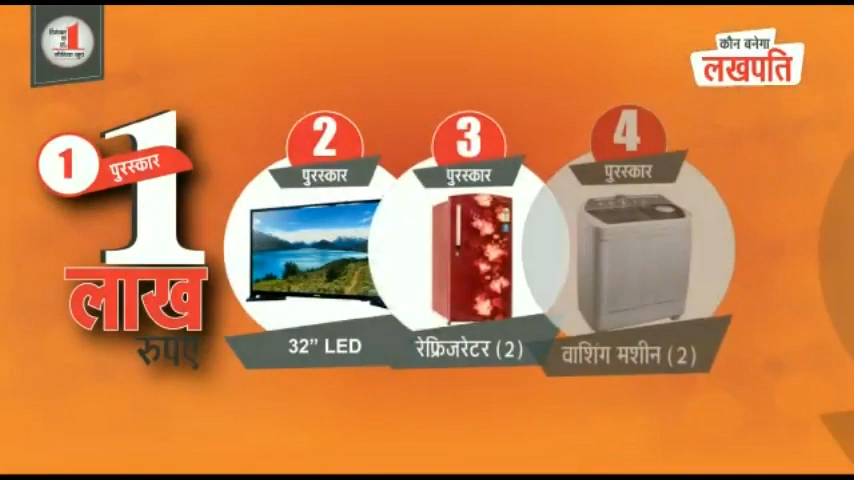 1
कौन बनेगा
लखपति
1
पुरस्कार
1
लाख
रुपए
2
पुरस्कार
32” LED
3
पुरस्कार
रेफ्रिजरेटर (2)
4
पुरस्कार
वाशिंग मशीन (2)